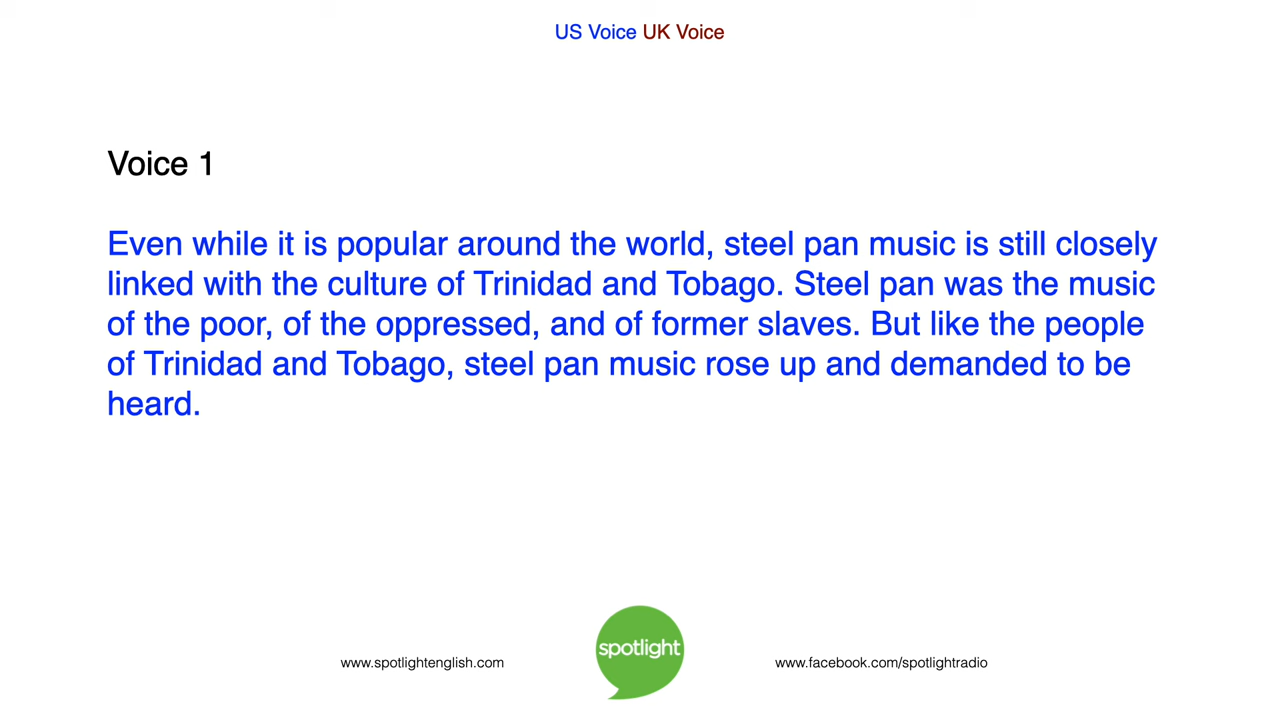 US Voice UK Voice
Voice 1
Even while it is popular around the world, steel pan music is still closely
linked with the culture of Trinidad and Tobago. Steel pan was the music
of the poor, of the oppressed, and of former slaves. But like the people
of Trinidad and Tobago, steel pan music rose up and demanded to be
heard.
www.spotlightenglish.com
spotlight
www.facebook.com/spotlightradio